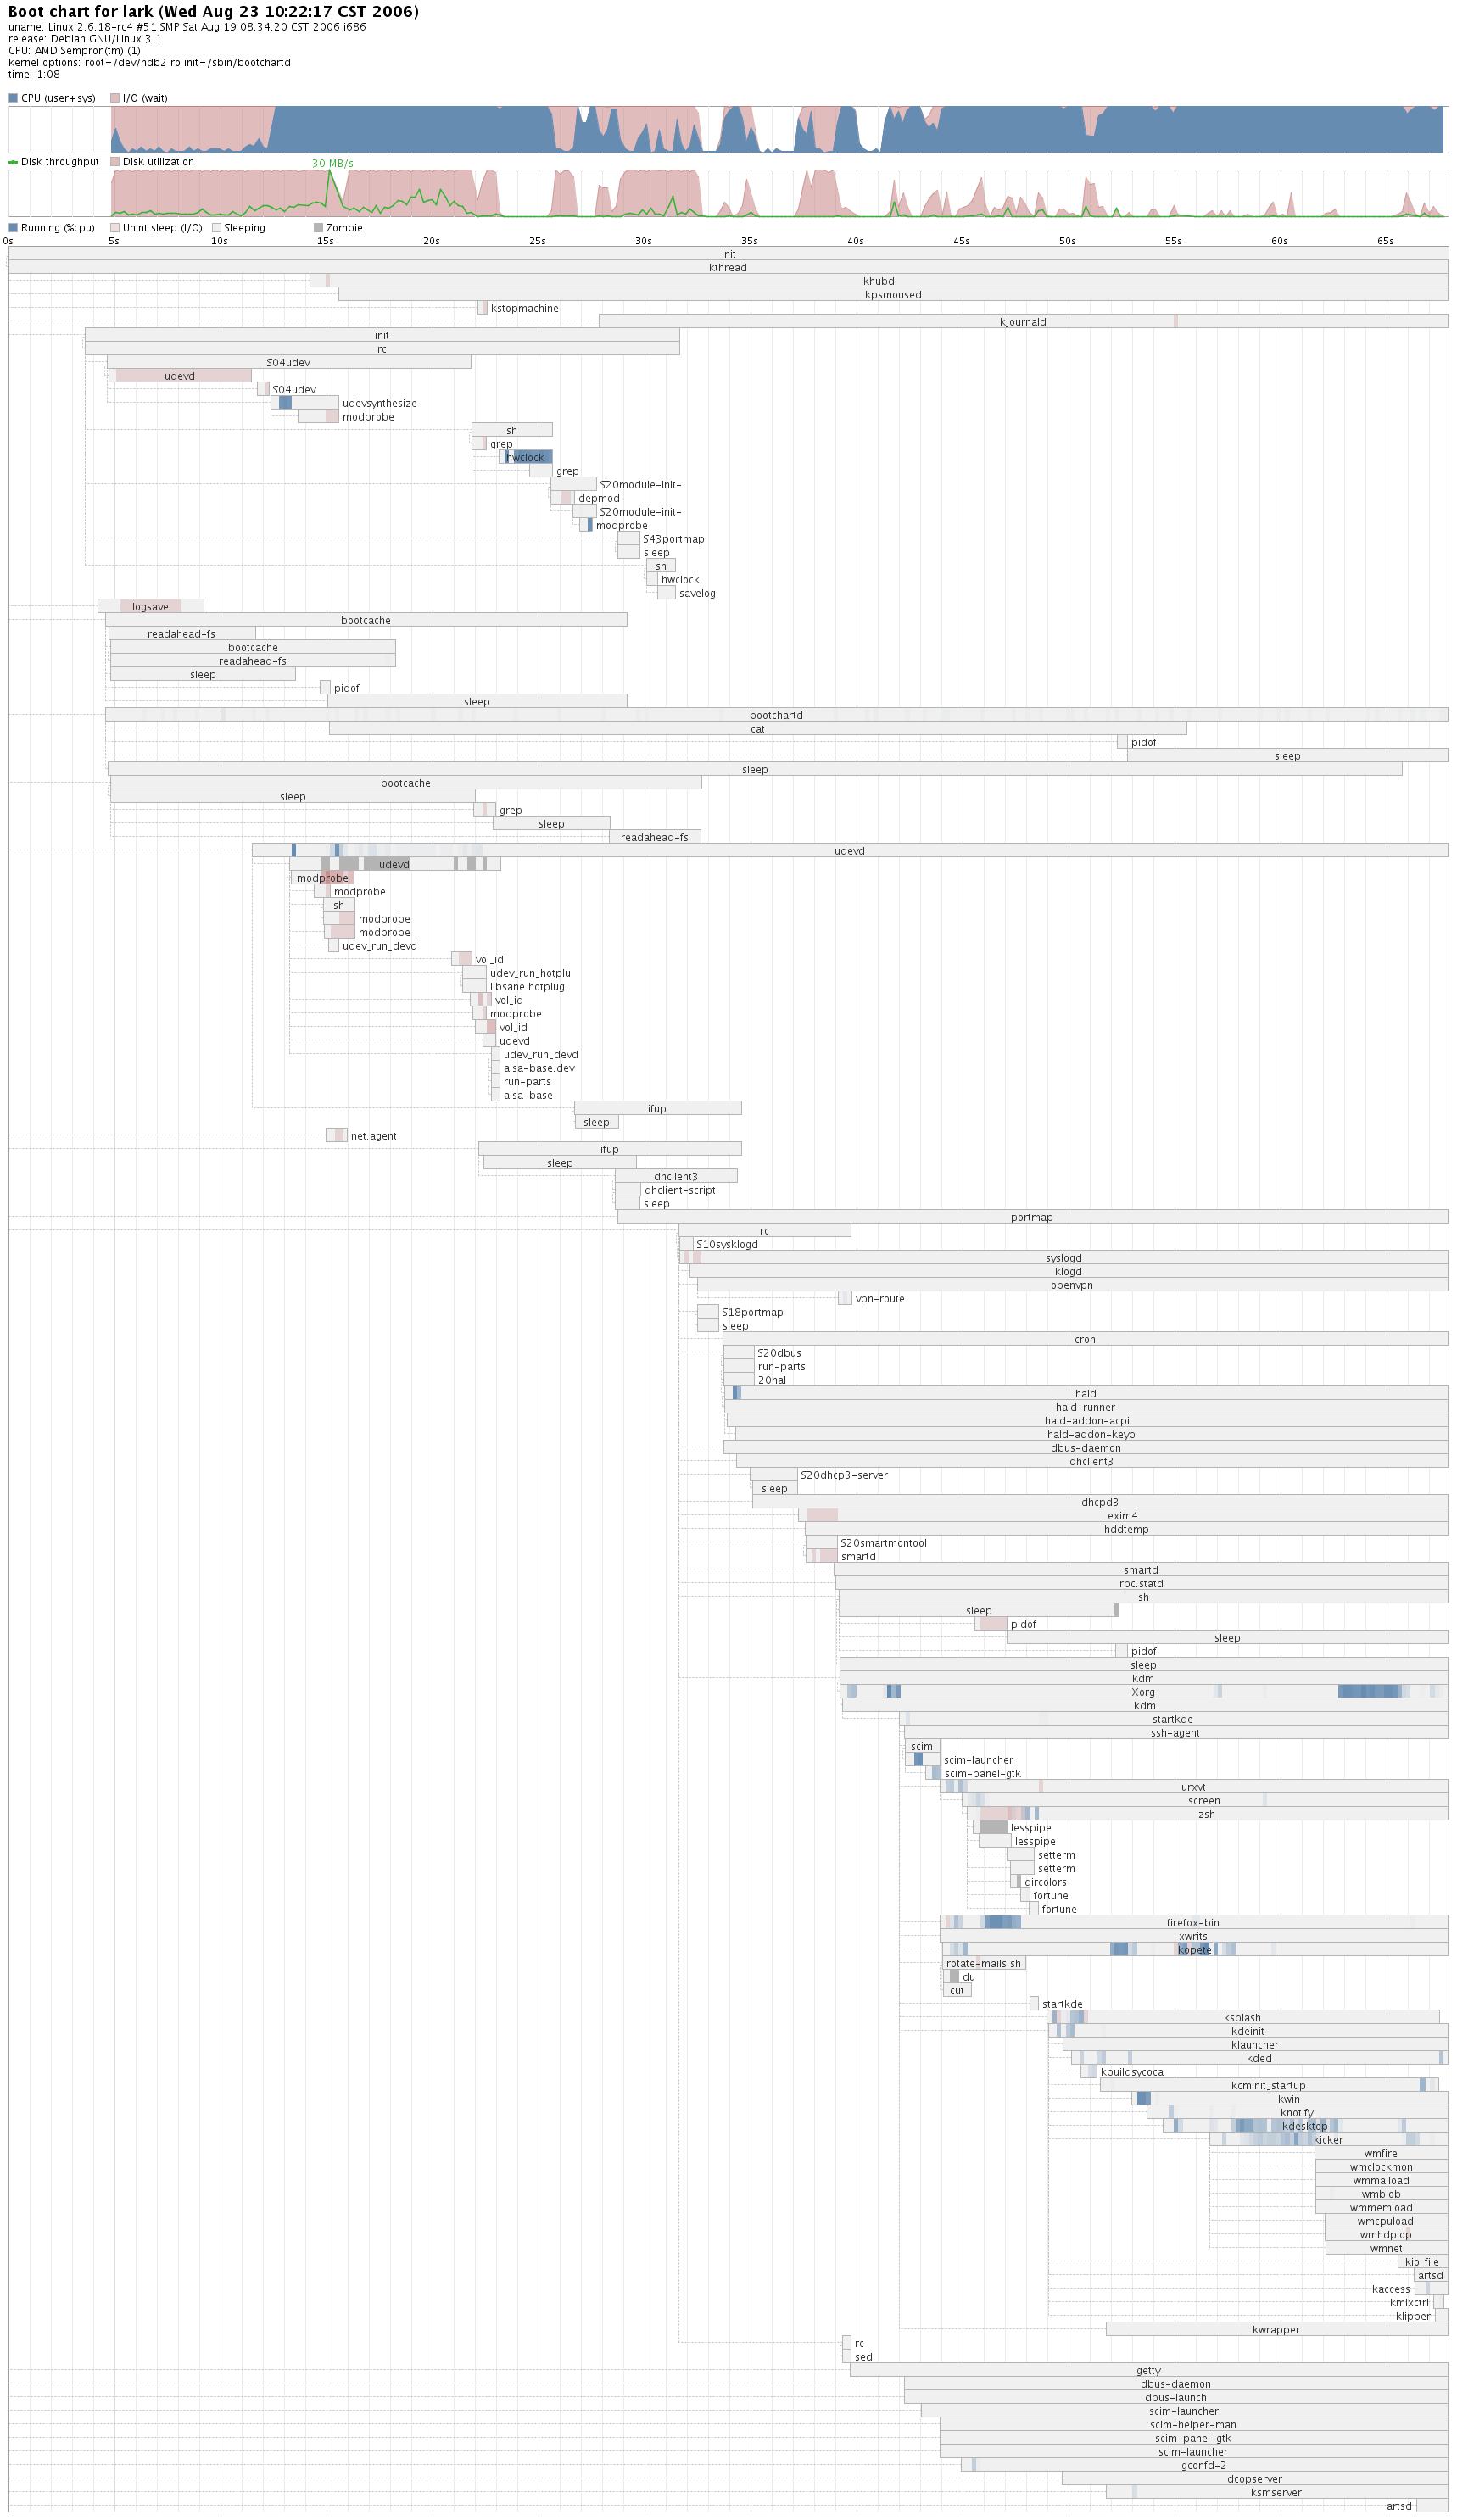 Boot chart for lark (Wed Aug 23 10:22:17 CST 2006)
uname: Linux 2.6.18-rc4 #51 SMP Sat Aug 19 08:34:20 CST 2006 i686
release: Debian GNU/Linux 3.1
CPU: AMD Sempron(tm) (1)
kernel options: root=/dev/hdb2 ro init=/sbin/bootchartd
time: 1:08
CPU (user+sys) I/O (wait)
Disk throughput Disk utilization 30 MB/s
Running (%cpu) Unint.sleep (I/O) Sleeping Zombie
0s 5s 10s 15s 20s 25s 30s 35s 40s 45s 50s 55s 60s 65s
init
kthread
khubd
kpsmoused
kstopmachine
kjournald
init
rc
S04udev
udevd
S04udev
udevsynthesize
modprobe
sh
grep
hwclock
grep
S20module-init-
depmod
S20module-init-
modprobe
S43portmap
sleep
sh
hwclock
savelog
logsave
bootcache
readahead-fs
bootcache
readahead-fs
sleep
pidof
sleep
bootchartd
cat
pidof
sleep
sleep
bootcache
sleep
grep
sleep
readahead-fs
udevd
udevd
modprobe
modprobe
sh
modprobe
modprobe
udev_run_devd
vol_id
udev_run_hotplu
libsane.hotplug
vol_id
modprobe
vol_id
udevd
udev_run_devd
alsa-base.dev
run-parts
alsa-base
ifup
sleep
net.agent
ifup
sleep
dhclient3
dhclient-script
sleep
portmap
rc
S10sysklogd
syslogd
klogd
openvpn
vpn-route
S18portmap
sleep
cron
S20dbus
run-parts
20hal
hald
hald-runner
hald-addon-acpi
hald-addon-keyb
dbus-daemon
dhclient3
S20dhcp3-server
sleep
dhcpd3
exim4
hddtemp
S20smartmontool
smartd
smartd
rpc.statd
sh
sleep
pidof
sleep
pidof
sleep
kdm
Xorg
kdm
startkde
ssh-agent
scim
scim-launcher
scim-panel-gtk
urxvt
screen
zsh
lesspipe
lesspipe
setterm
setterm
dircolors
fortune
fortune
firefox-bin
xwrits
kopete
rotate-mails.sh
du
cut
startkde
ksplash
kdeinit
klauncher
kded
kbuildsycoca
kcminit_startup
kwin
knotify
kdesktop
kicker
wmfire
wmclockmon
wmmaiload
wmblob
wmmemload
wmcpuload
wmhdplop
wmnet
kio_file
artsd
kaccess
kmixctrl
klipper
kwrapper
rc
sed
getty
dbus-daemon
dbus-launch
scim-launcher
scim-helper-man
scim-panel-gtk
scim-launcher
gconfd-2
dcopserver
ksmserver
artsd